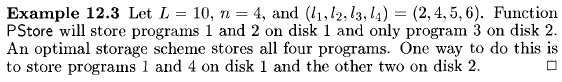 Example 12.3 Let L = 10, n = 4, and (l₁, l₂, l₃, l₄) = (2, 4, 5, 6). Function
PStore will store programs 1 and 2 on disk 1 and only program 3 on disk 2.
An optimal storage scheme stores all four programs. One way to do this is
to store programs 1 and 4 on disk 1 and the other two on disk 2. □